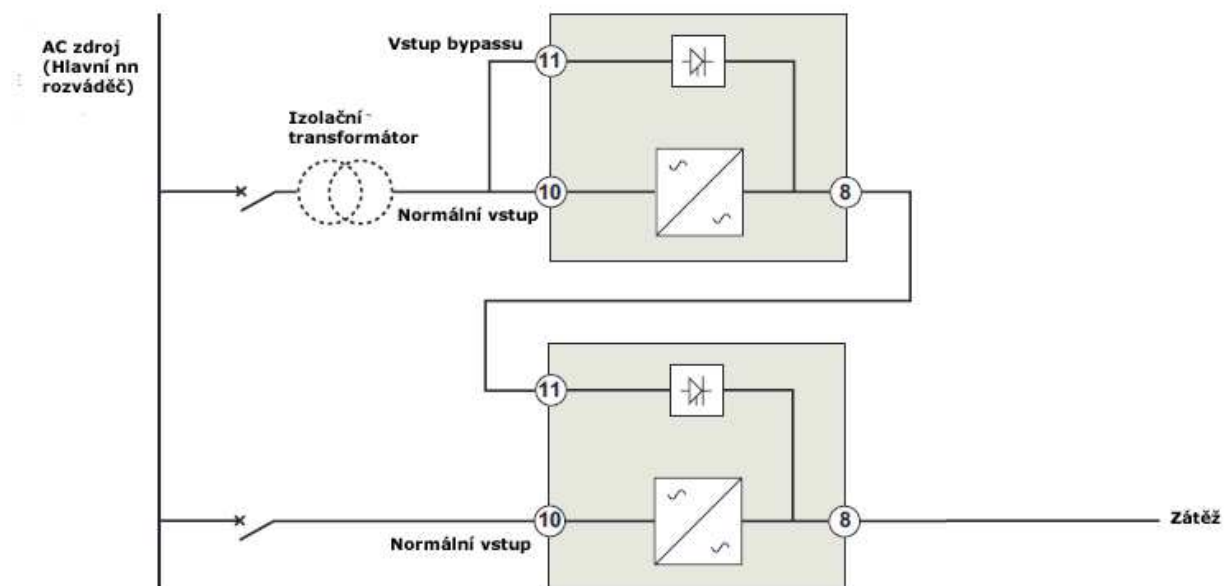 AC zdroj
(Hlavní nn
rozváděč)
Vstup bypassu
11
Izolační
transformátor
10
8
Normální vstup
11
10
8
Zátěž
Normální vstup